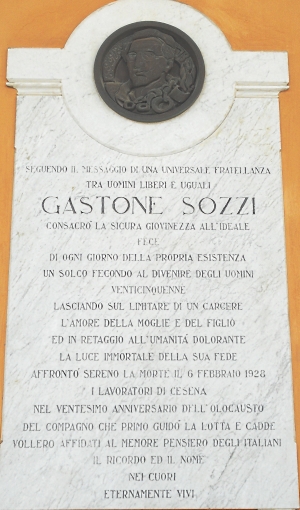 SEGUENDO IL MESSAGGIO DI UNA UNIVERSALE FRATELLANZA
TRA UOMINI LIBERI E UGUALI
GASTONE SOZZI
CONSACRÒ LA SICURA GIOVINEZZA ALL'IDEALE
FECE
DI OGNI GIORNO DELLA PROPRIA ESISTENZA
UN SOLCO FECONDO AL DIVENIRE DEGLI UOMINI
VENTICINQUENNE
LASCIANDO SUL LIMITARE DI UN CARCERE
L'AMORE DELLA MOGLIE E DEL FIGLIO
ED IN RETAGGIO ALL'UMANITÁ DOLORANTE
LA LUCE IMMORTALE DELLA SUA FEDE
AFFRONTÒ SERENO LA MORTE IL 6 FEBBRAIO 1928
I LAVORATORI DI CESENA
NEL VENTESIMO ANNIVERSARIO DELL'OLOCAUSTO
DEL COMPAGNO CHE PRIMO GUIDÒ LA LOTTA E CADDE
VOLLERO AFFIDATI AL MEMORE PENSIERO DEGLI ITALIANI
IL RICORDO ED IL NOME
NEI CUORI
ETERNAMENTE VIVI